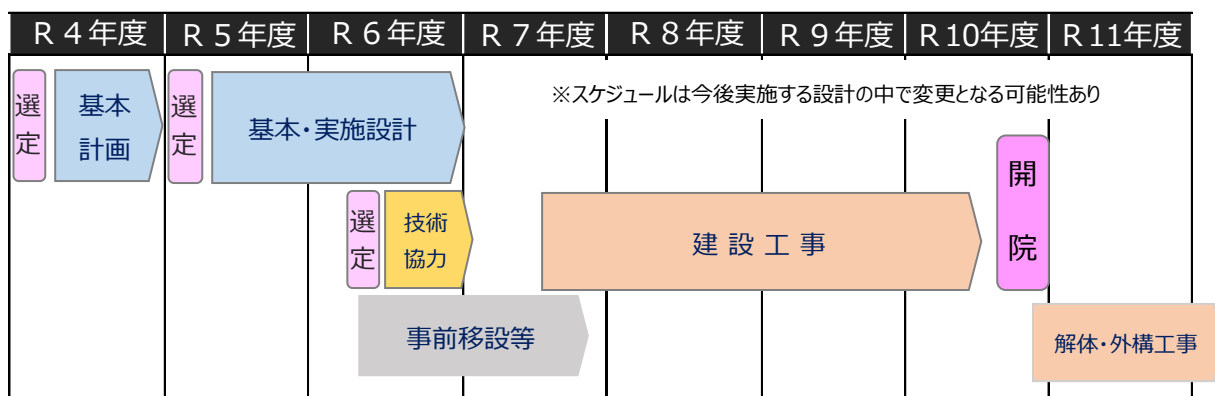 R４年度
R５年度
R６年度
R７年度
R８年度
R９年度
R10年度
R11年度
※スケジュールは今後実施する設計の中で変更となる可能性あり
選定
基本
計画
選定
基本・実施設計
選定
技術
協力
建設工事
開院
事前移設等
解体・外構工事